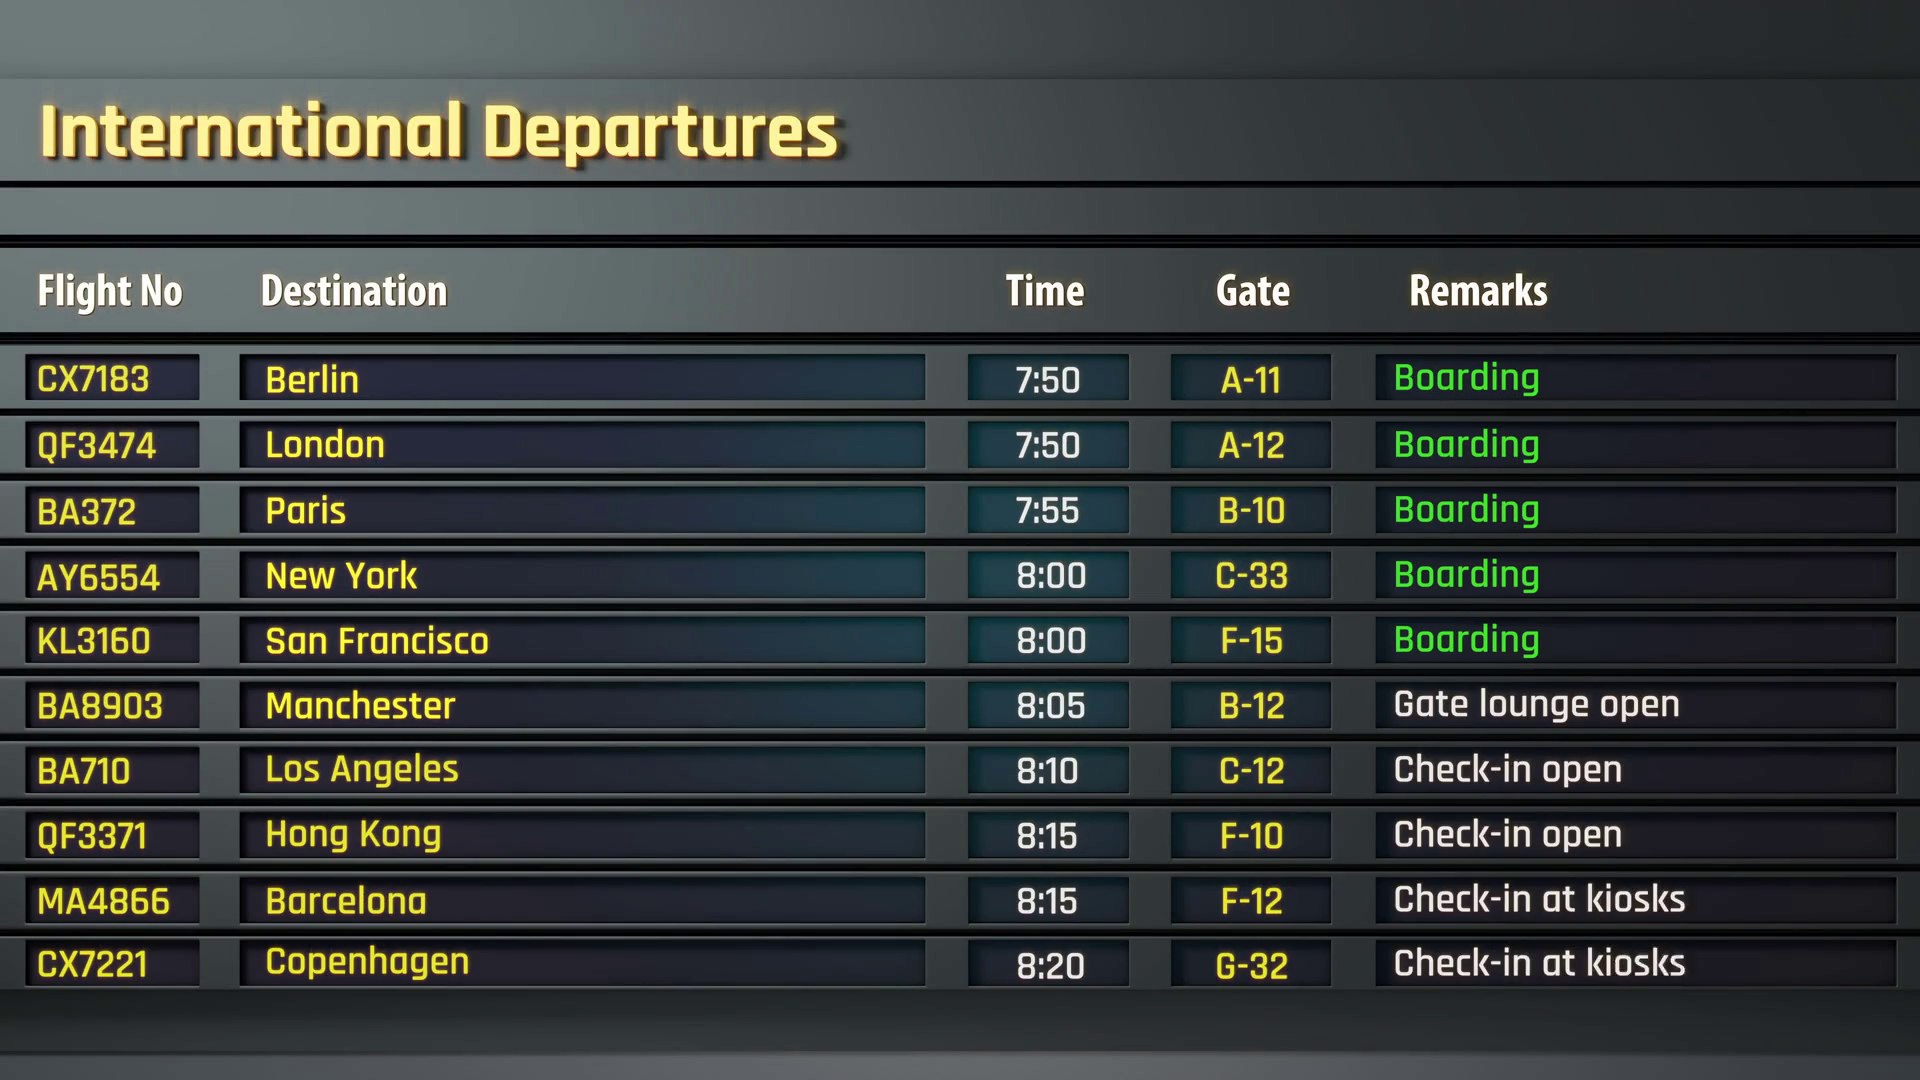 International Departures
Flight No Destination Time Gate Remarks
CX7183 Berlin 7:50 A-11 Boarding
QF3474 London 7:50 A-12 Boarding
BA372 Paris 7:55 B-10 Boarding
AY6554 New York 8:00 C-33 Boarding
KL3160 San Francisco 8:00 F-15 Boarding
BA8903 Manchester 8:05 B-12 Gate lounge open
BA710 Los Angeles 8:10 C-12 Check-in open
QF3371 Hong Kong 8:15 F-10 Check-in open
MA4866 Barcelona 8:15 F-12 Check-in at kiosks
CX7221 Copenhagen 8:20 G-32 Check-in at kiosks